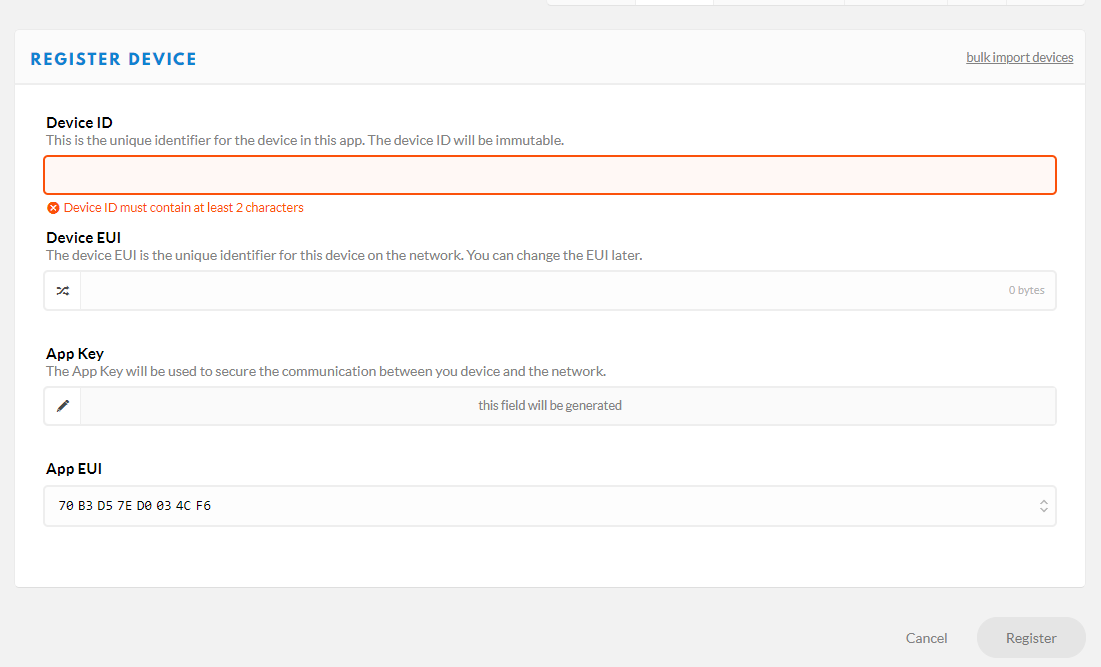 REGISTER DEVICE
bulk import devices
Device ID
This is the unique identifier for the device in this app. The device ID will be immutable.
Device ID must contain at least 2 characters
Device EUI
The device EUI is the unique identifier for this device on the network. You can change the EUI later.
0 bytes
App Key
The App Key will be used to secure the communication between you device and the network.
this field will be generated
App EUI
70 B3 D5 7E D0 03 4C F6
Cancel
Register